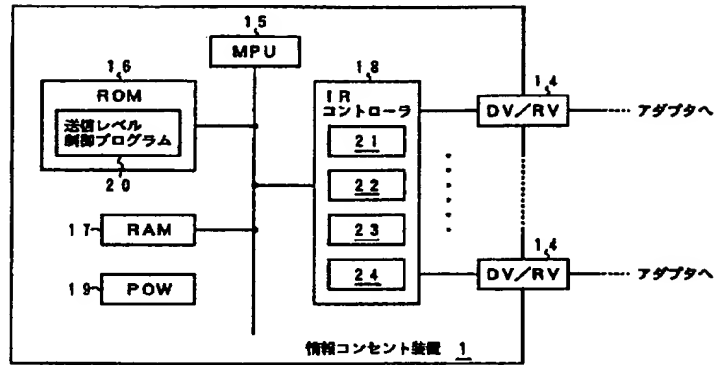 15
MPU
16
ROM
送信レベル
制御プログラム
20
17
RAM
19
POW
18
IR
コントローラ
21
22
23
24
14
DV/RV
アダプタへ
14
DV/RV
アダプタへ
情報コンセント装置 1